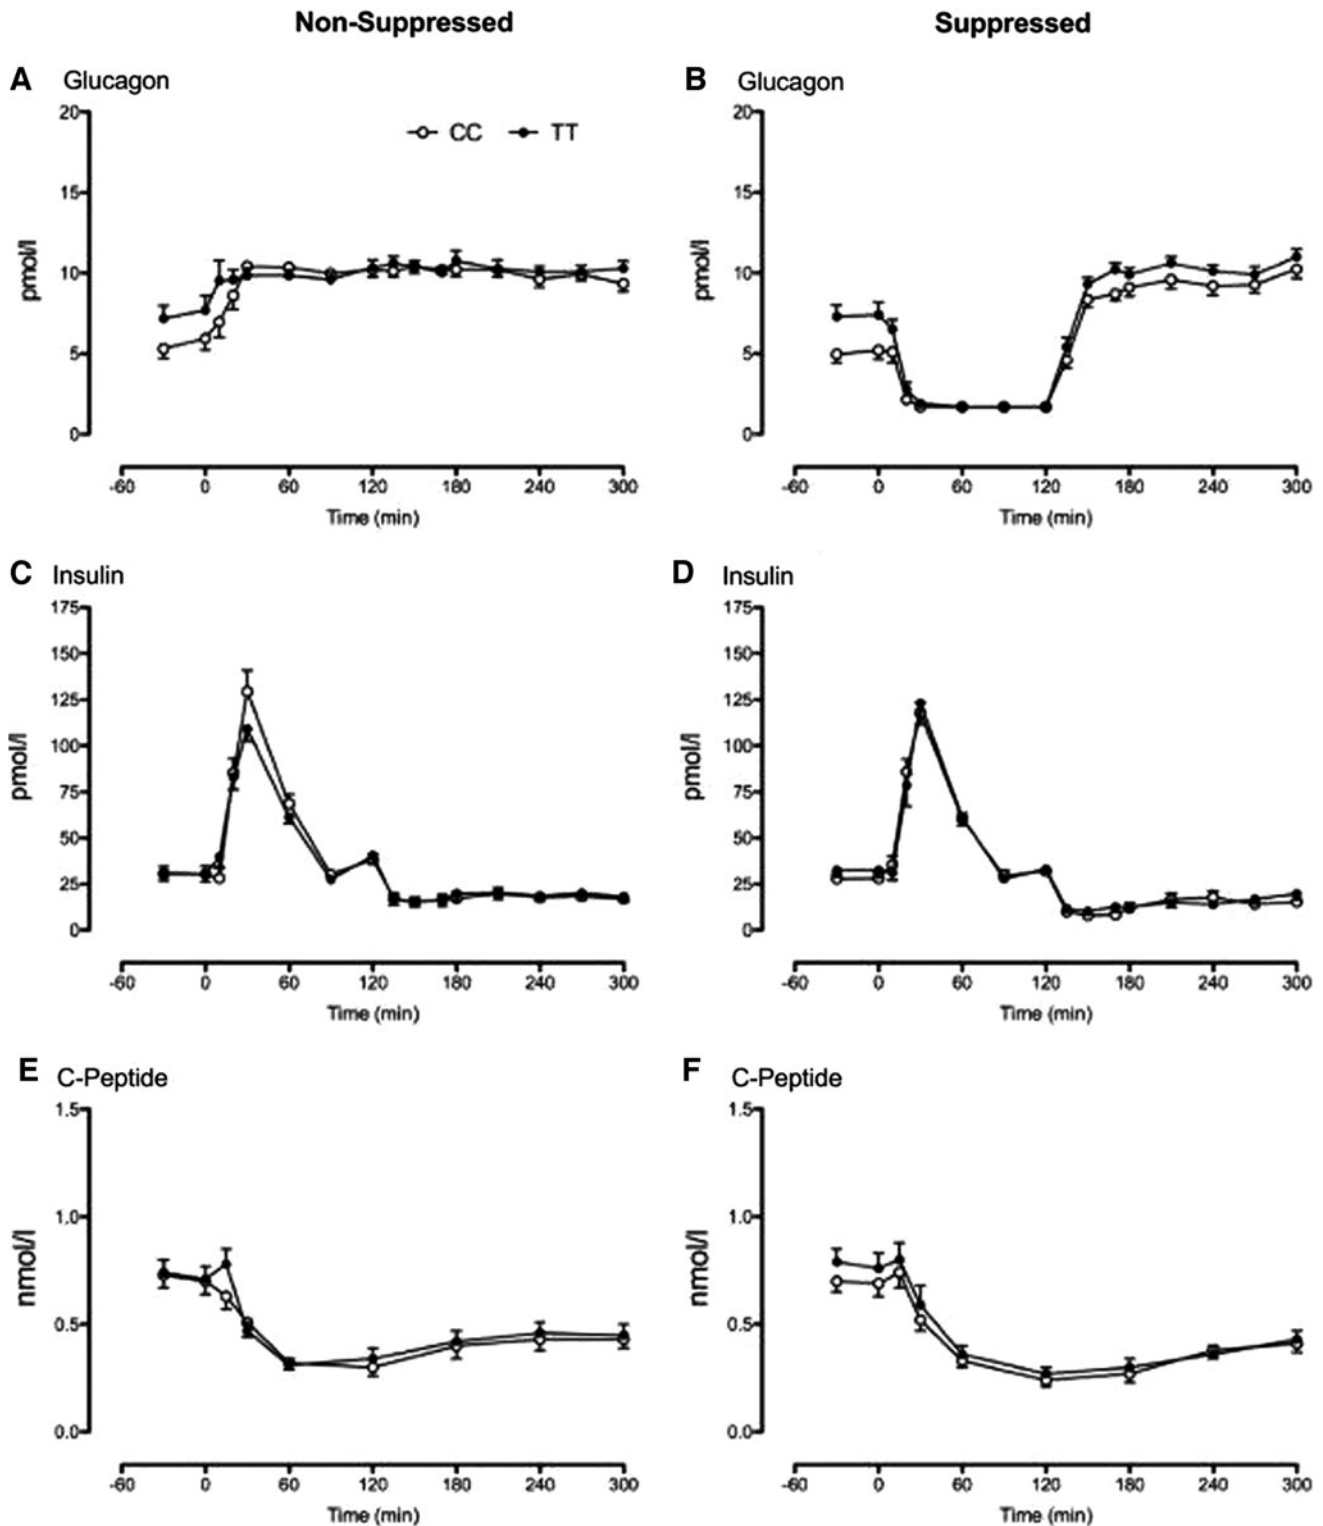 Non-Suppressed Suppressed
A Glucagon
CC TT
pmol/l
20
15
10
5
0
-60 0 60 120 180 240 300
Time (min)
B Glucagon
pmol/l
20
15
10
5
0
-60 0 60 120 180 240 300
Time (min)
C Insulin
pmol/l
175
150
125
100
75
50
25
0
-60 0 60 120 180 240 300
Time (min)
D Insulin
pmol/l
175
150
125
100
75
50
25
0
-60 0 60 120 180 240 300
Time (min)
E C-Peptide
nmol/l
1.5
1.0
0.5
0.0
-60 0 60 120 180 240 300
Time (min)
F C-Peptide
nmol/l
1.5
1.0
0.5
0.0
-60 0 60 120 180 240 300
Time (min)